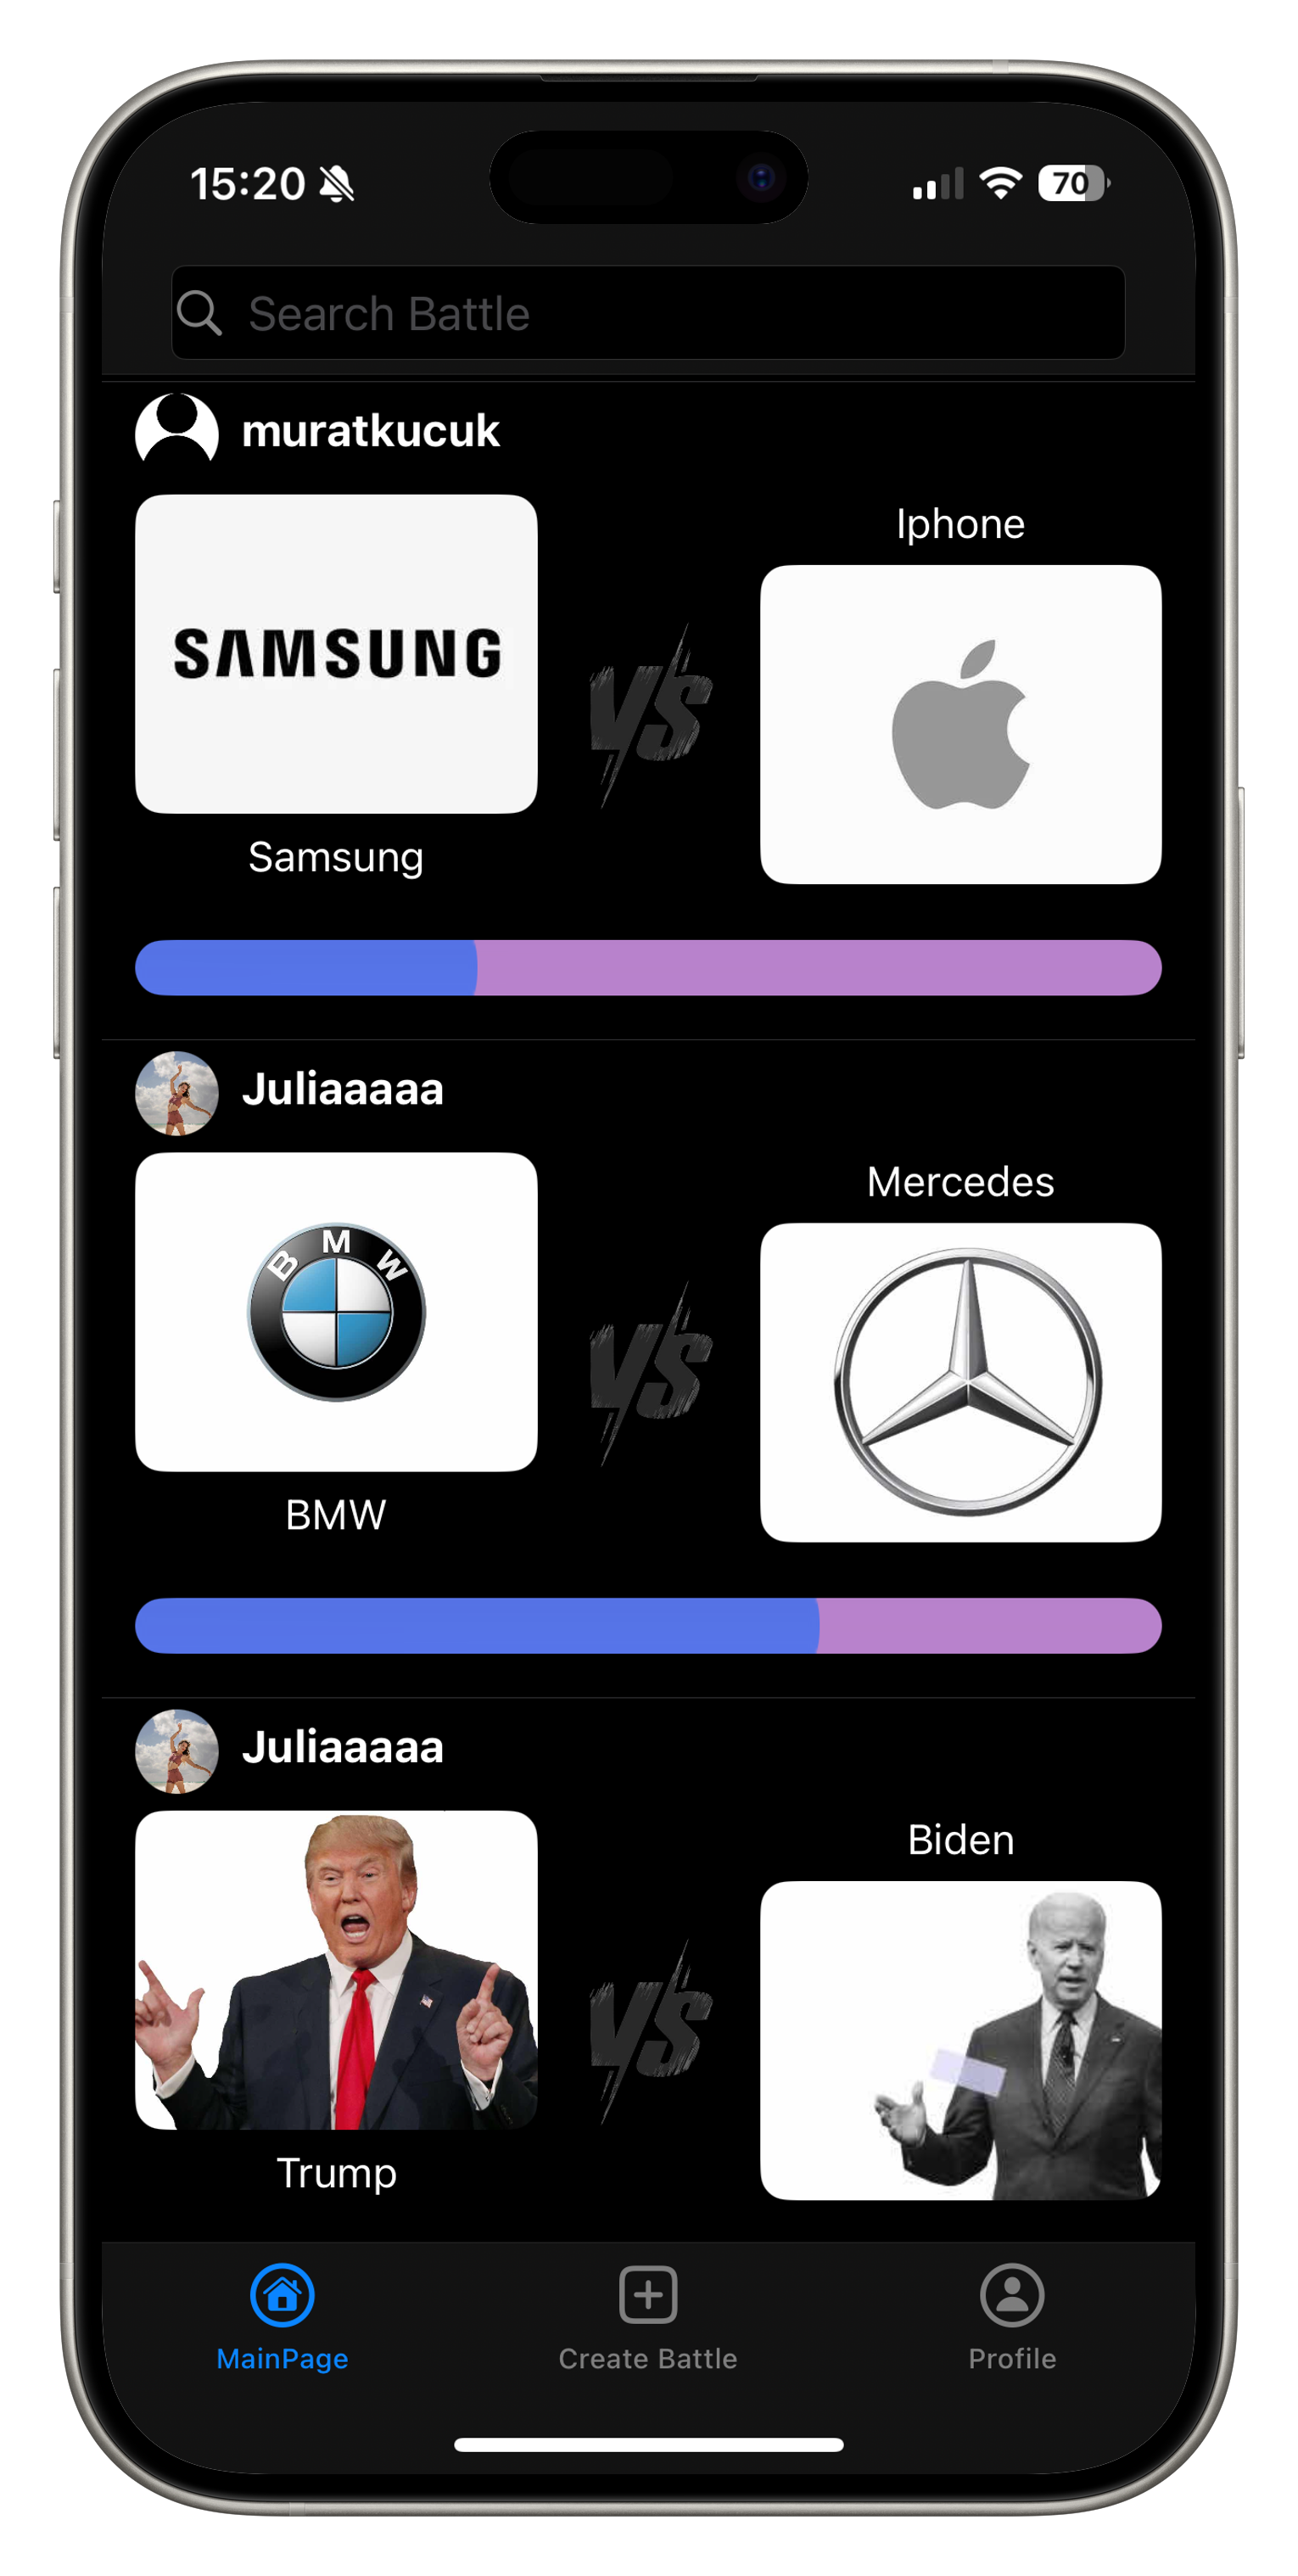 15:20
70
Search Battle
muratkucuk
SAMSUNG
Samsung
VS
Iphone
Juliaaaaa
BMW
BMW
VS
Mercedes
Juliaaaaa
Trump
VS
Biden
MainPage
Create Battle
Profile